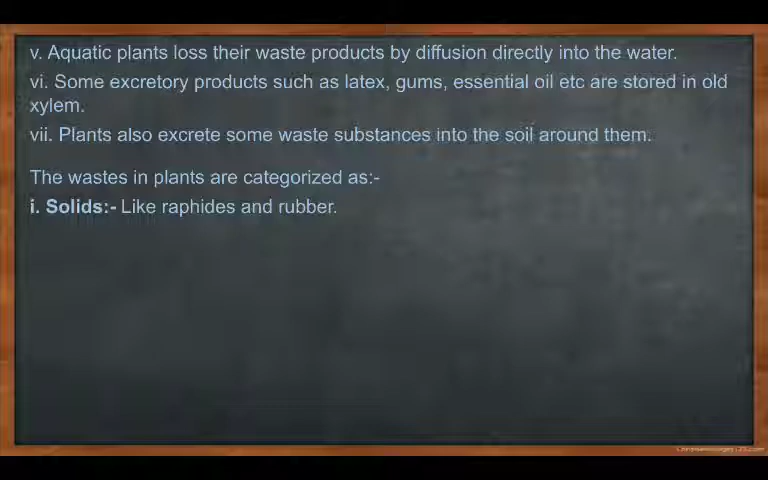 v. Aquatic plants loss their waste products by diffusion directly into the water.
vi. Some excretory products such as latex, gums, essential oil etc are stored in old
xylem.
vii. Plants also excrete some waste substances into the soil around them.
The wastes in plants are categorized as:-
i. Solids:- Like raphides and rubber.